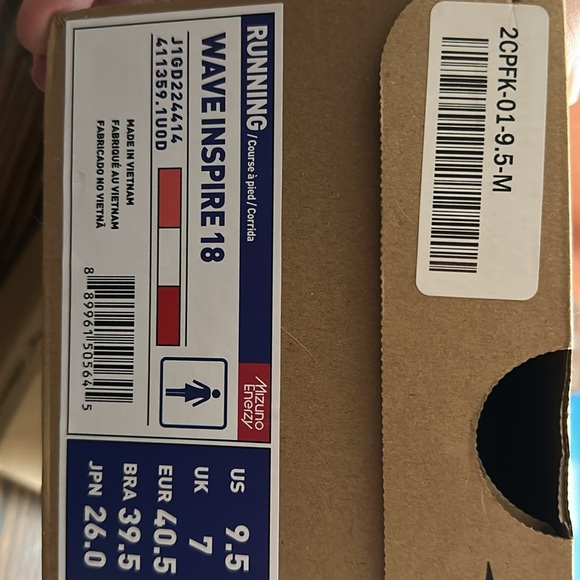 RUNNING / Course à pied / Corrida
WAVE INSPIRE 18
J1GD224414
411359.1U0D
MADE IN VIETNAM
FABRIQUÉ AU VIETNAM
FABRICADO NO VIETNÃ
8 89961 50564 5
Mizuno
Enerzy
US 9.5
UK 7
EUR 40.5
BRA 39.5
JPN 26.0
2CPFK-01-9.5-M